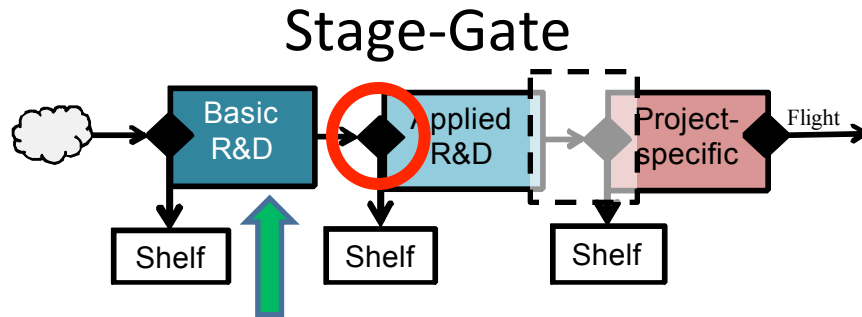 Stage-Gate
Basic
R&D
Applied
R&D
Project-
specific
Flight
Shelf
Shelf
Shelf